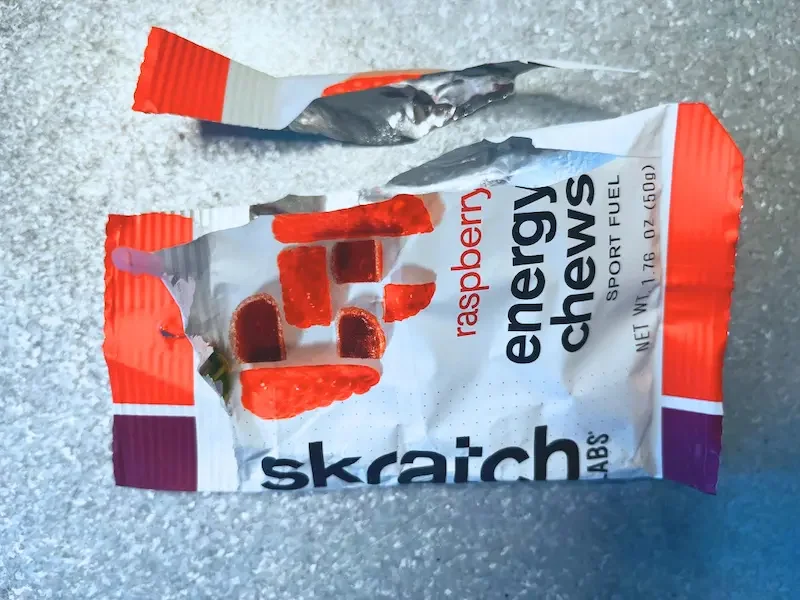 skratch
LABS
raspberry
energy
chews
SPORT FUEL
NET WT 1.76 OZ (50g)